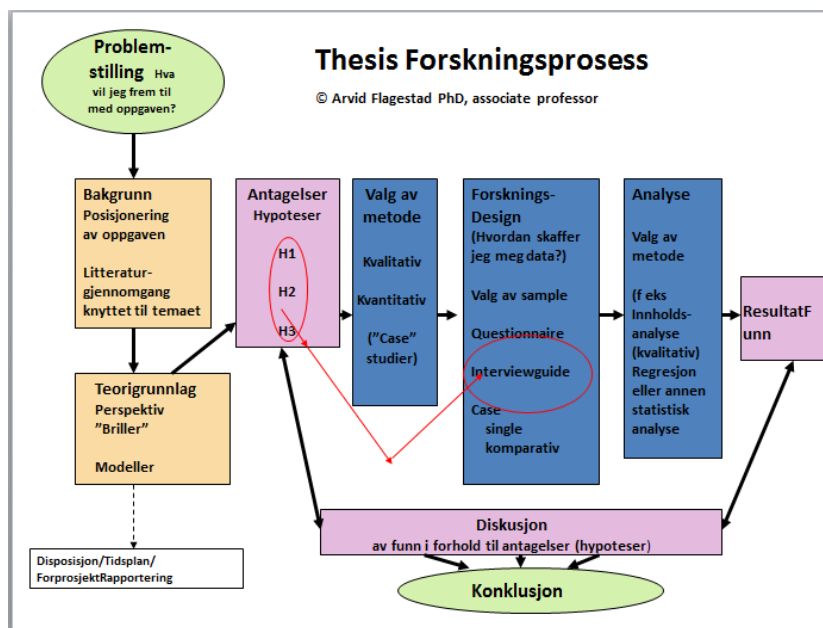 Problem-
stilling Hva
vil jeg frem til
med oppgaven?
Thesis Forskningsprosess
© Arvid Flagestad PhD, associate professor
Bakgrunn
Posisjonering
av oppgaven
Litteratur-
gjennomgang
knyttet til temaet
Teorigrunnlag
Perspektiv
”Briller”
Modeller
Disposisjon/Tidsplan/
ForprosjektRapportering
Antagelser
Hypoteser
H1
H2
H3
Valg av
metode
Kvalitativ
Kvantitativ
(”Case”
studier)
Forsknings-
Design
(Hvordan skaffer
jeg meg data?)
Valg av sample
Questionnaire
Interviewguide
Case
single
komparativ
Analyse
Valg av
metode
(f eks
Innholds-
analyse
(kvalitativ)
Regresjon
eller annen
statistisk
analyse
ResultatF
unn
Diskusjon
av funn i forhold til antagelser (hypoteser)
Konklusjon